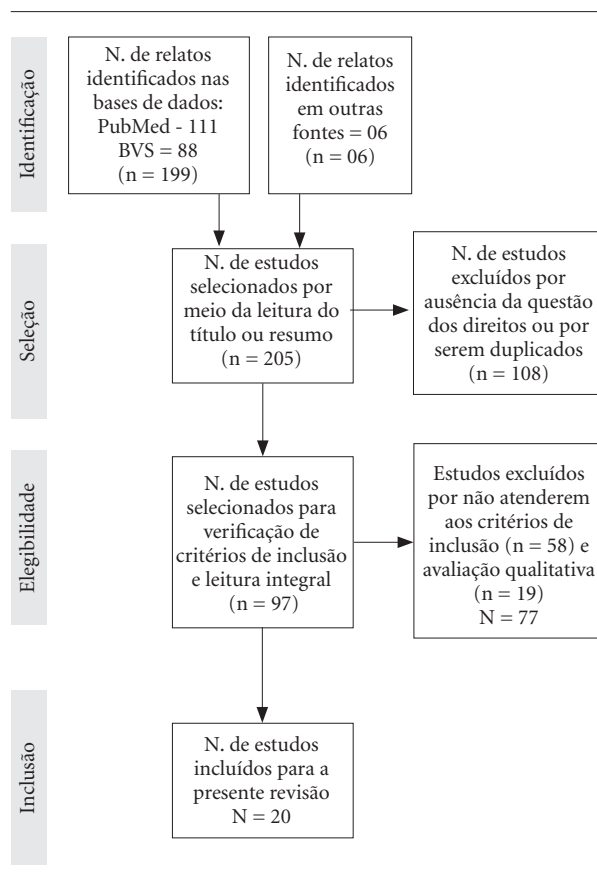 Identificação
N. de relatos
identificados nas
bases de dados:
PubMed - 111
BVS = 88
(n = 199)
N. de relatos
identificados
em outras
fontes = 06
(n = 06)
Seleção
N. de estudos
selecionados por
meio da leitura do
título ou resumo
(n = 205)
N. de estudos
excluídos por
ausência da questão
dos direitos ou por
serem duplicados
(n = 108)
Elegibilidade
N. de estudos
selecionados para
verificação de
critérios de inclusão
e leitura integral
(n = 97)
Estudos excluídos
por não atenderem
aos critérios de
inclusão (n = 58) e
avaliação qualitativa
(n = 19)
N = 77
Inclusão
N. de estudos
incluídos para a
presente revisão
N = 20